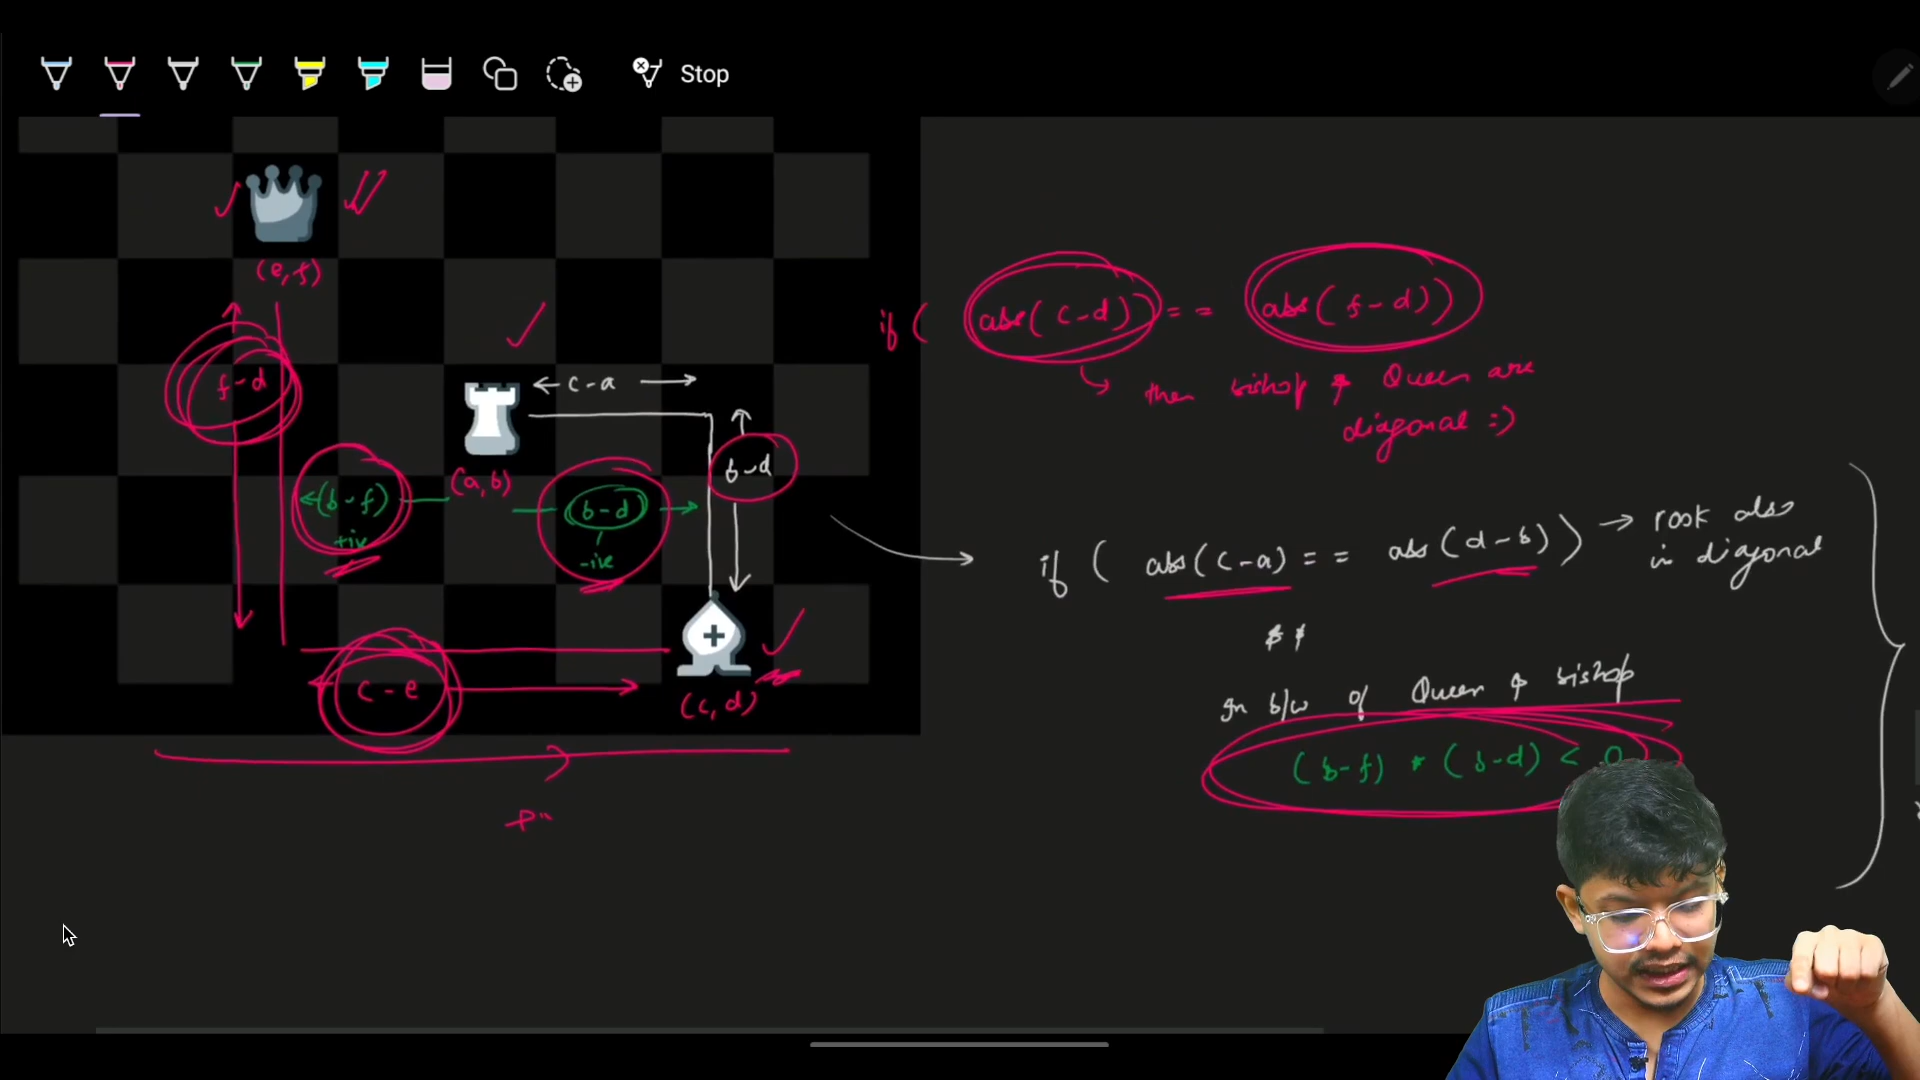 Stop
(e,f)
if ( abs( c-d) ) == abs( f-d) )
f-d
c-a
then bishop & Queen are
diagonal =>
b-d
(b-f)
+ive
(a,b)
b-d
-ive
if ( abs(c-a) == abs(d-b) ) → rook also
in diagonal
&&
c-e
(c,d)
In b/w of Queen & bishop
(b-f) * (b-d) < 0